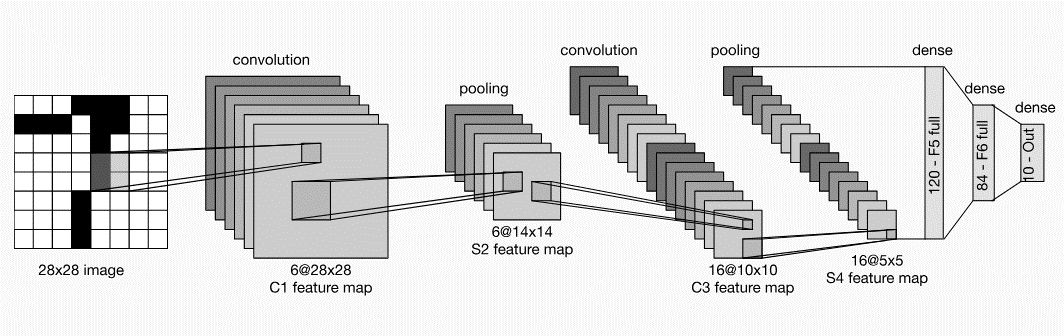 convolution
pooling
convolution
pooling
dense
dense
dense
28x28 image
6@28x28
C1 feature map
6@14x14
S2 feature map
16@10x10
C3 feature map
16@5x5
S4 feature map
120 - F5 full
84 - F6 full
10 - Out